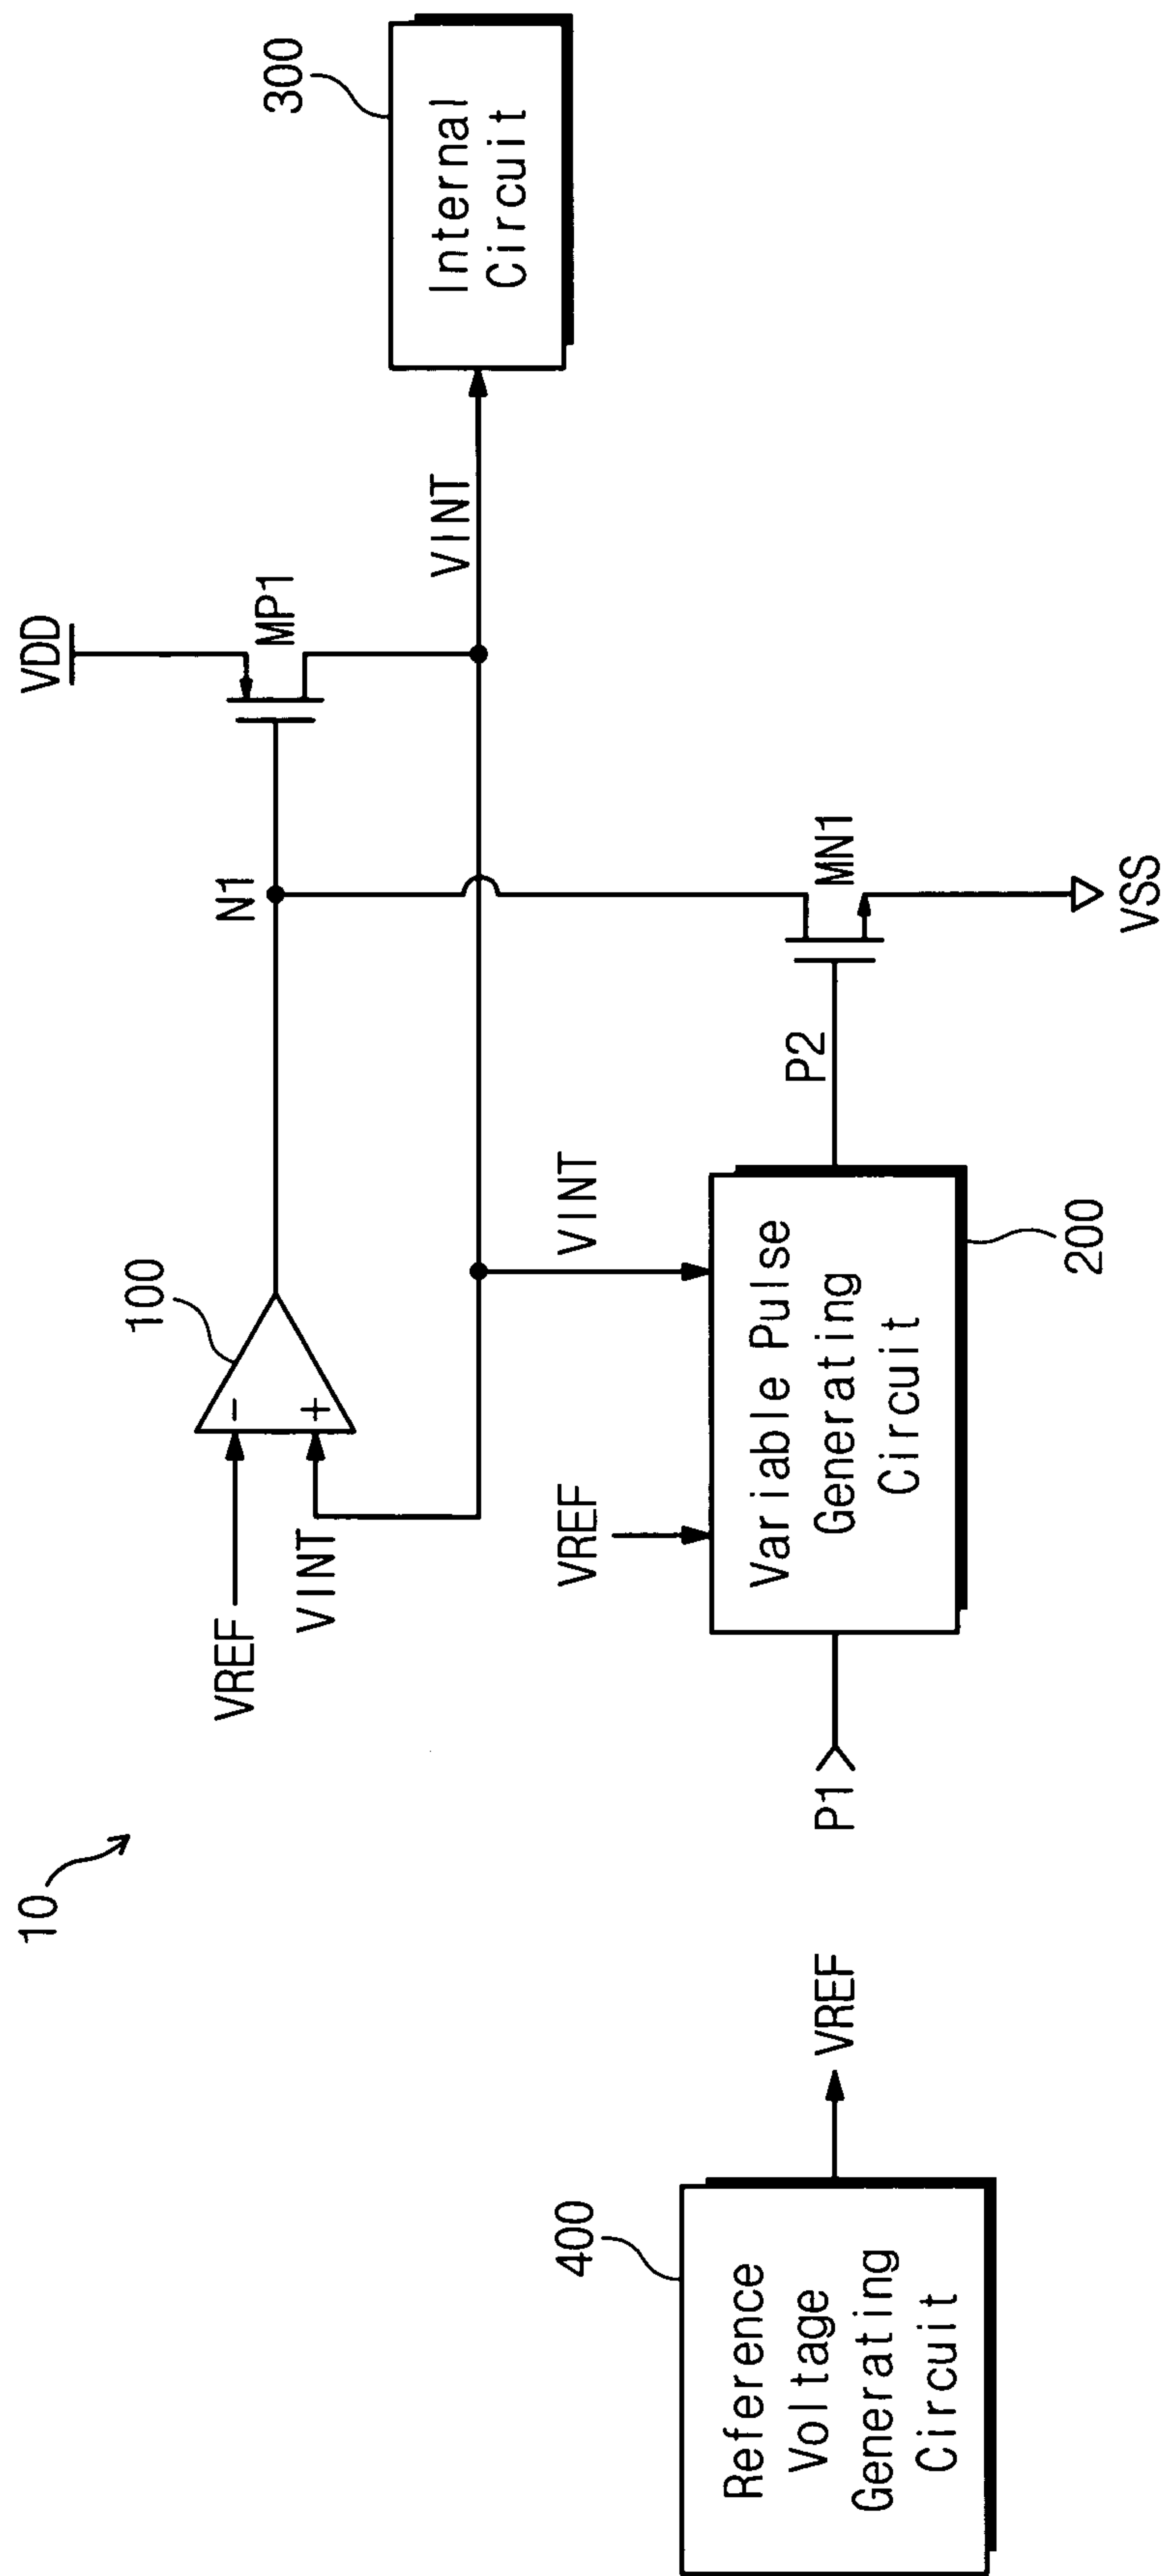 10
VDD
100
N1
MP1
300
VREF
-
+
VINT
VINT
Internal
Circuit
VREF
VINT
P2
MN1
VSS
P1
Variable Pulse
Generating
Circuit
200
400
Reference
Voltage
Generating
Circuit
VREF